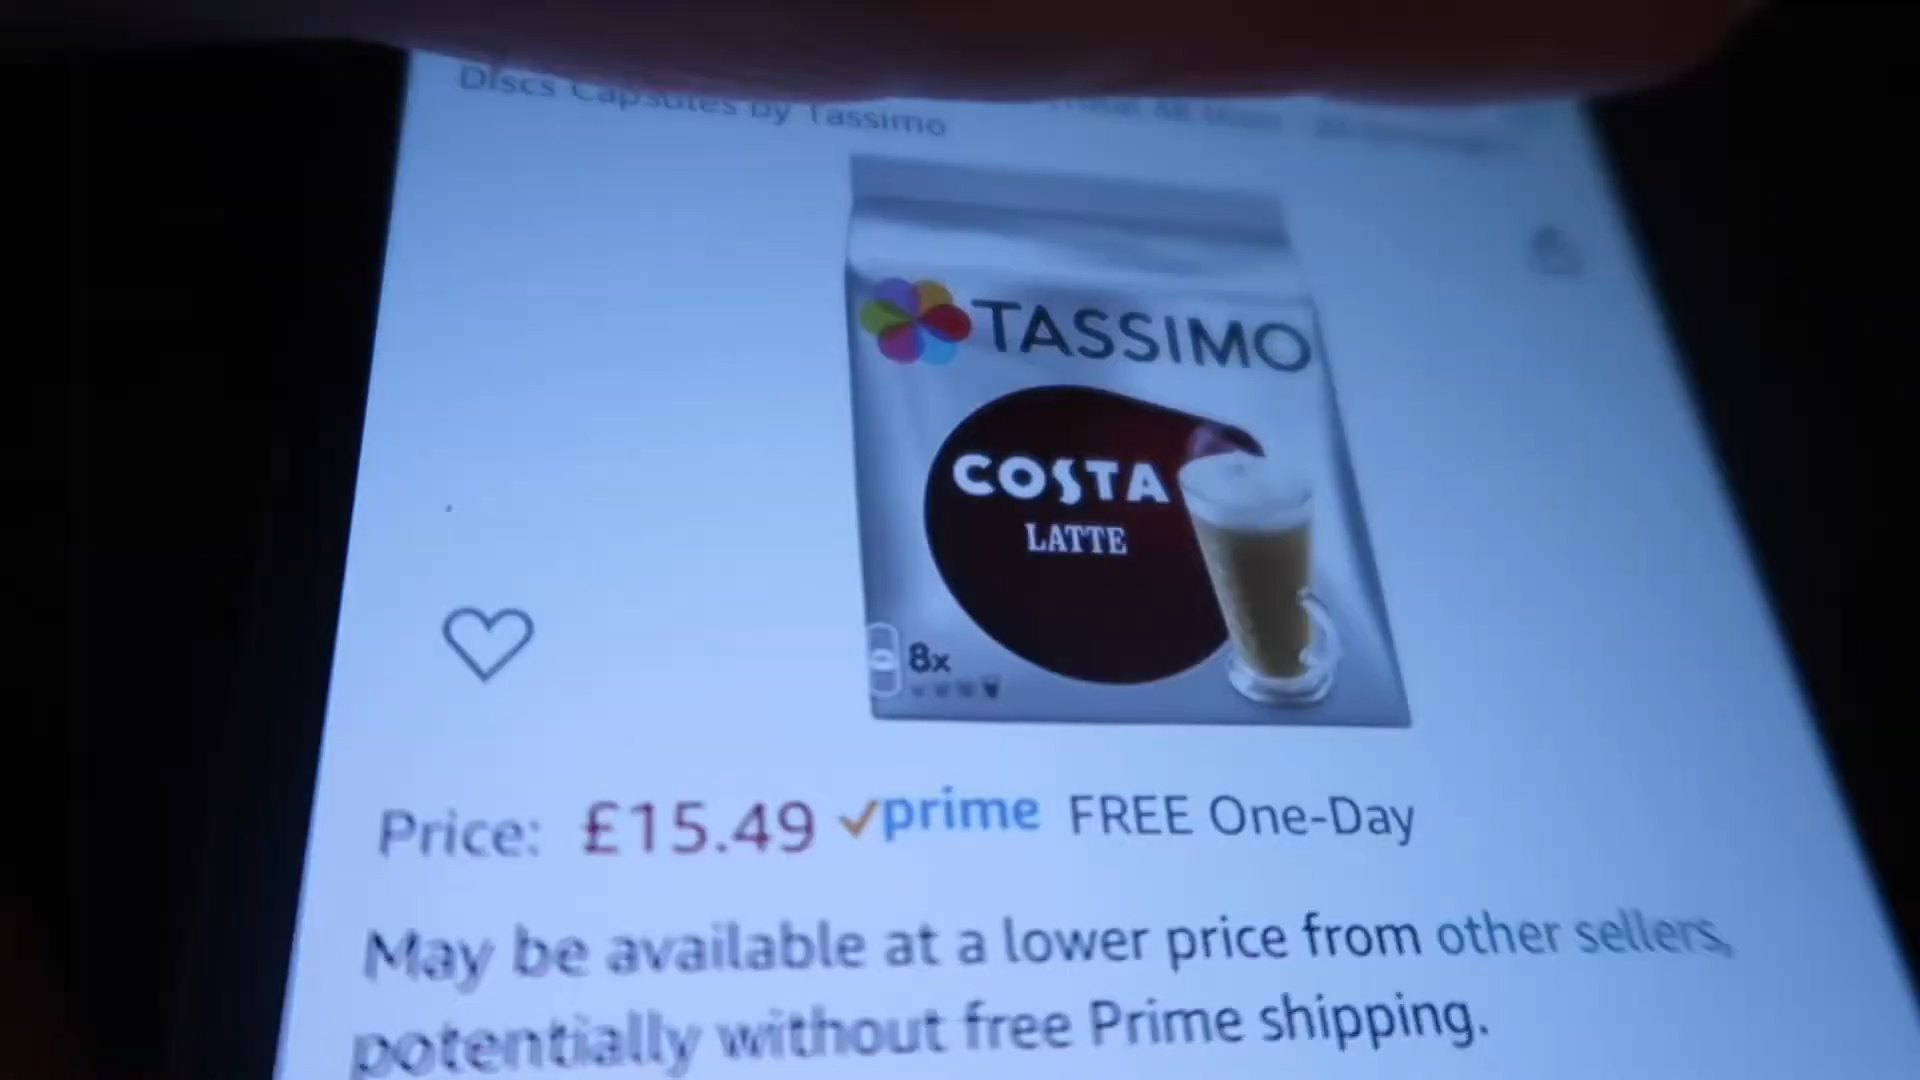 Discs Capsules by Tassimo
TASSIMO
COSTA
LATTE
8x
Price: £15.49 prime FREE One-Day
May be available at a lower price from other sellers,
potentially without free Prime shipping.